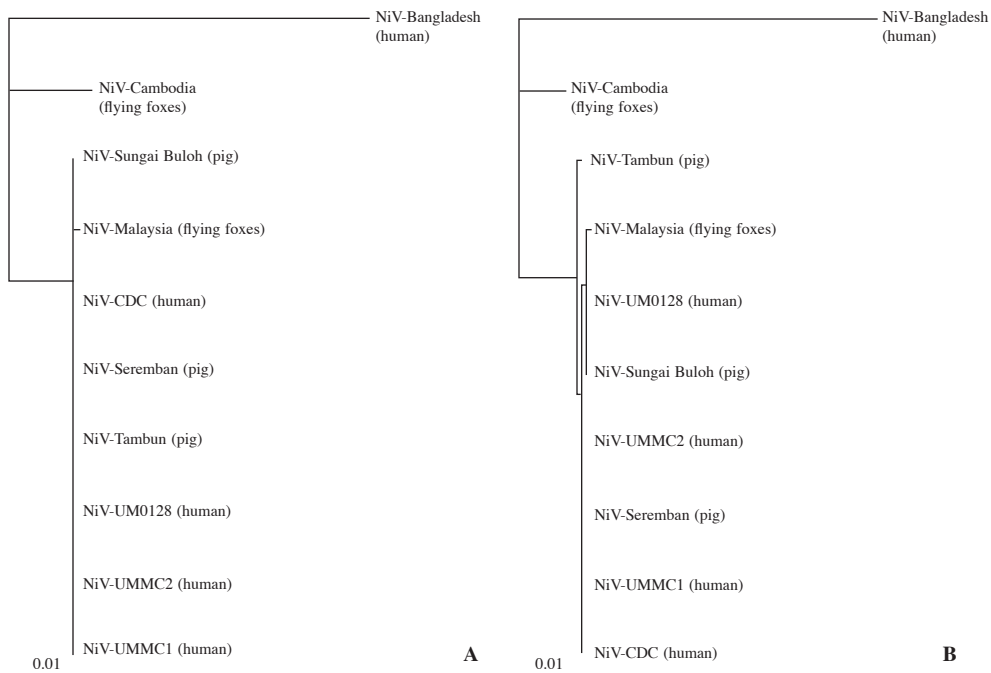 NiV-Bangladesh
(human)
NiV-Cambodia
(flying foxes)
NiV-Sungai Buloh (pig)
NiV-Malaysia (flying foxes)
NiV-CDC (human)
NiV-Seremban (pig)
NiV-Tambun (pig)
NiV-UM0128 (human)
NiV-UMMC2 (human)
NiV-UMMC1 (human)
0.01
A
NiV-Bangladesh
(human)
NiV-Cambodia
(flying foxes)
NiV-Tambun (pig)
NiV-Malaysia (flying foxes)
NiV-UM0128 (human)
NiV-Sungai Buloh (pig)
NiV-UMMC2 (human)
NiV-Seremban (pig)
NiV-UMMC1 (human)
NiV-CDC (human)
0.01
B